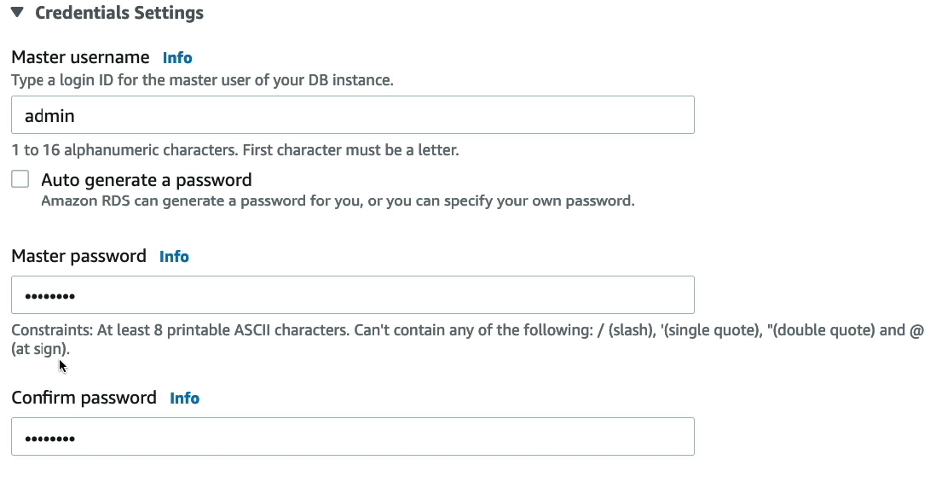 Credentials Settings
Master username Info
Type a login ID for the master user of your DB instance.
admin
1 to 16 alphanumeric characters. First character must be a letter.
Auto generate a password
Amazon RDS can generate a password for you, or you can specify your own password.
Master password Info
••••••••
Constraints: At least 8 printable ASCII characters. Can't contain any of the following: / (slash), '(single quote), "(double quote) and @
(at sign).
Confirm password Info
••••••••